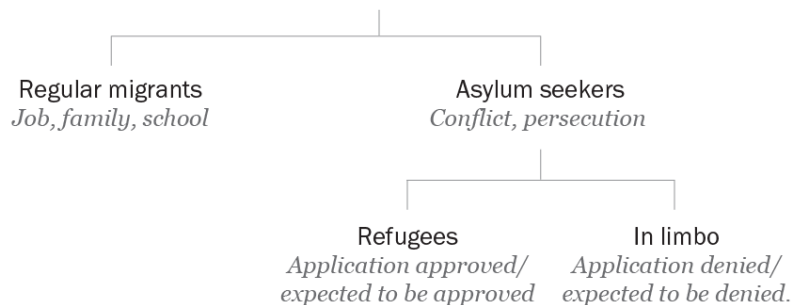 Regular migrants
Job, family, school
Asylum seekers
Conflict, persecution
Refugees
Application approved/
expected to be approved
In limbo
Application denied/
expected to be denied.